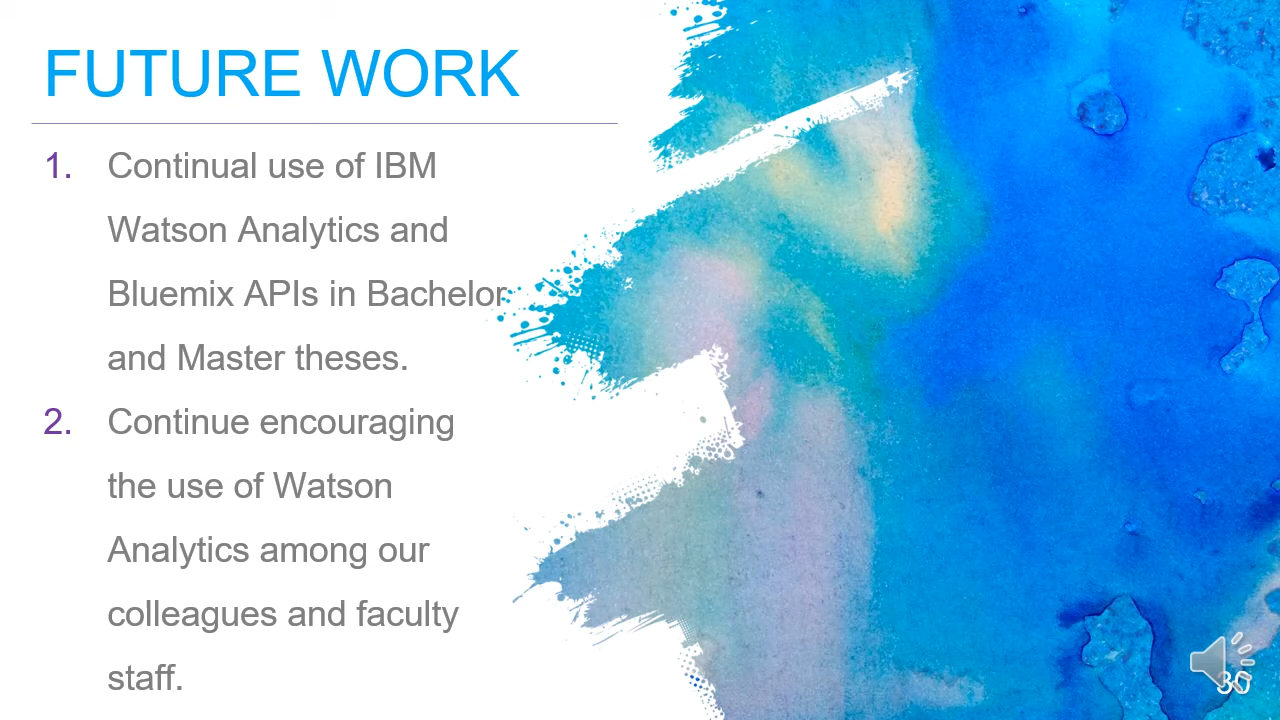 FUTURE WORK
1. Continual use of IBM
Watson Analytics and
Bluemix APIs in Bachelor
and Master theses.
2. Continue encouraging
the use of Watson
Analytics among our
colleagues and faculty
staff.
30